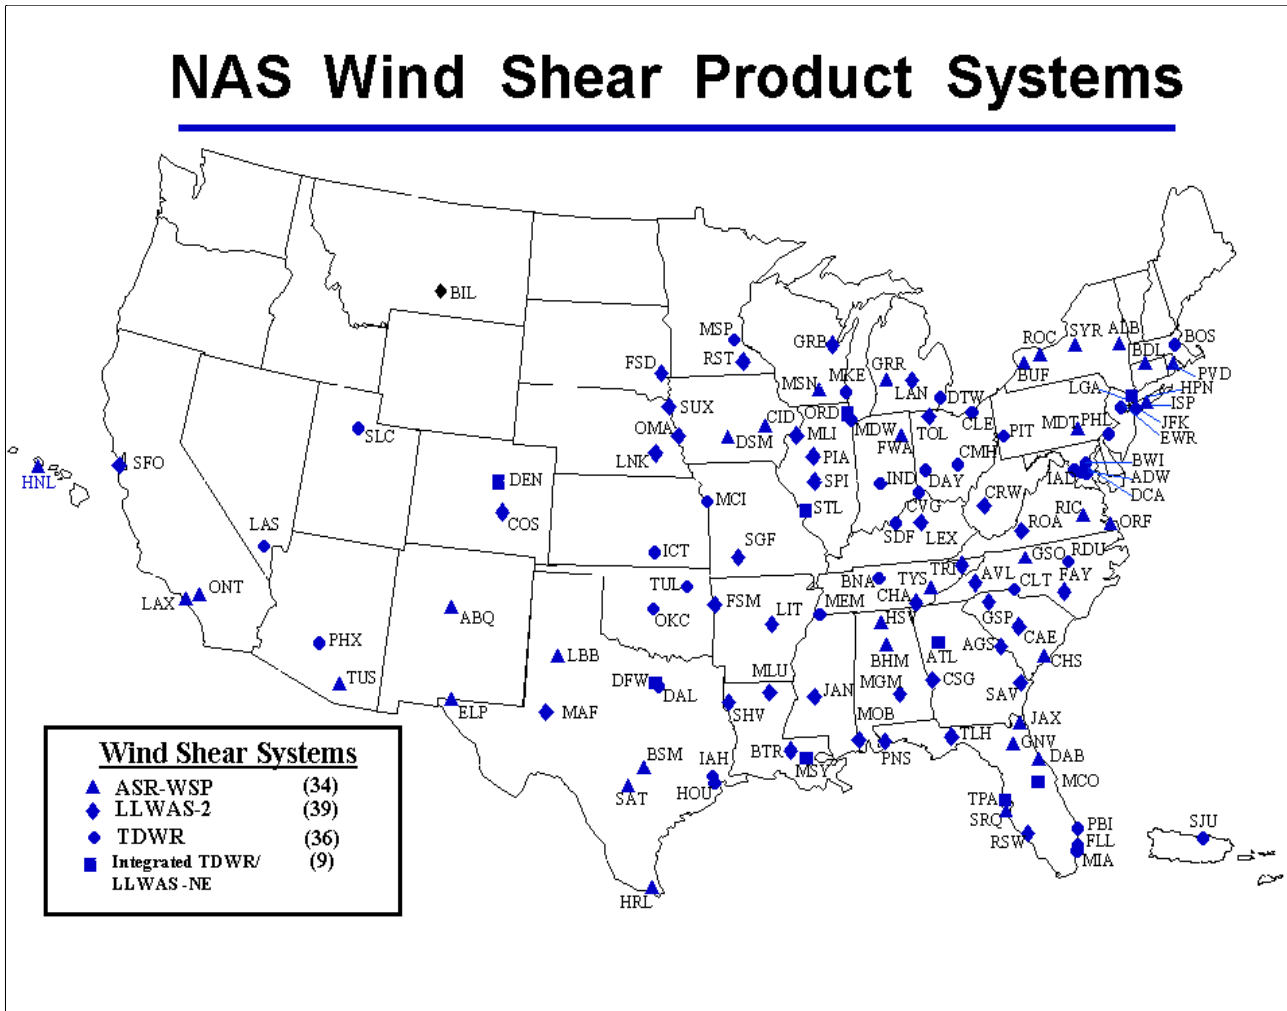 NAS Wind Shear Product Systems
BIL
MSP
GRB
ROC
SYR
ALB
BOS
FSD
RST
MSN
MKE
GRR
LAN
DTW
BUF
BDL
PVD
LGA
HPN
ISP
JFK
EWR
SUX
OMA
CID
DSM
ORD
MLI
MDW
TOL
CLE
PIT
MDT
PHL
SLC
FWA
LNK
PIA
SPI
IND
DAY
CMH
BWI
IAD
ADW
DCA
SFO
HNL
DEN
COS
MCI
STL
CVG
CRW
RIC
ORF
LAS
ICT
SGF
SDF
LEX
ROA
GSO
RDU
TUL
BNA
TYS
TRI
AVL
CLT
FAY
LAX
ONT
ABQ
OKC
FSM
LIT
MEM
CHA
HSV
GSP
CAE
PHX
TUS
LBB
MLU
BHM
ATL
AGS
CHS
ELP
MAF
DFW
DAL
SHV
JAN
MGM
CSG
SAV
MOB
JAX
BSM
IAH
BTR
MSY
PNS
TLH
GNV
DAB
SAT
HOU
MCO
TPA
SRQ
RSW
PBI
FLL
MIA
SJU
HRL
Wind Shear Systems
ASR-WSP (34)
LLWAS-2 (39)
TDWR (36)
Integrated TDWR/ (9)
LLWAS -NE